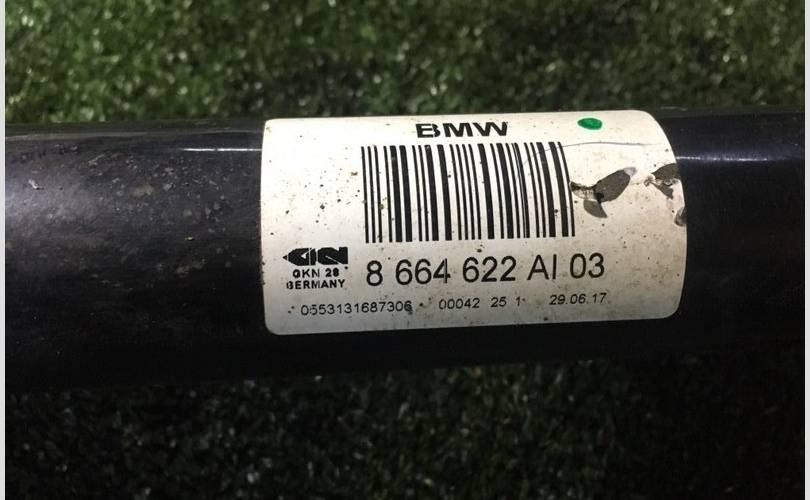 BMW
GKN
GKN 28
GERMANY
8 664 622 AI 03
0553131687306 00042 25 1 29.06.17